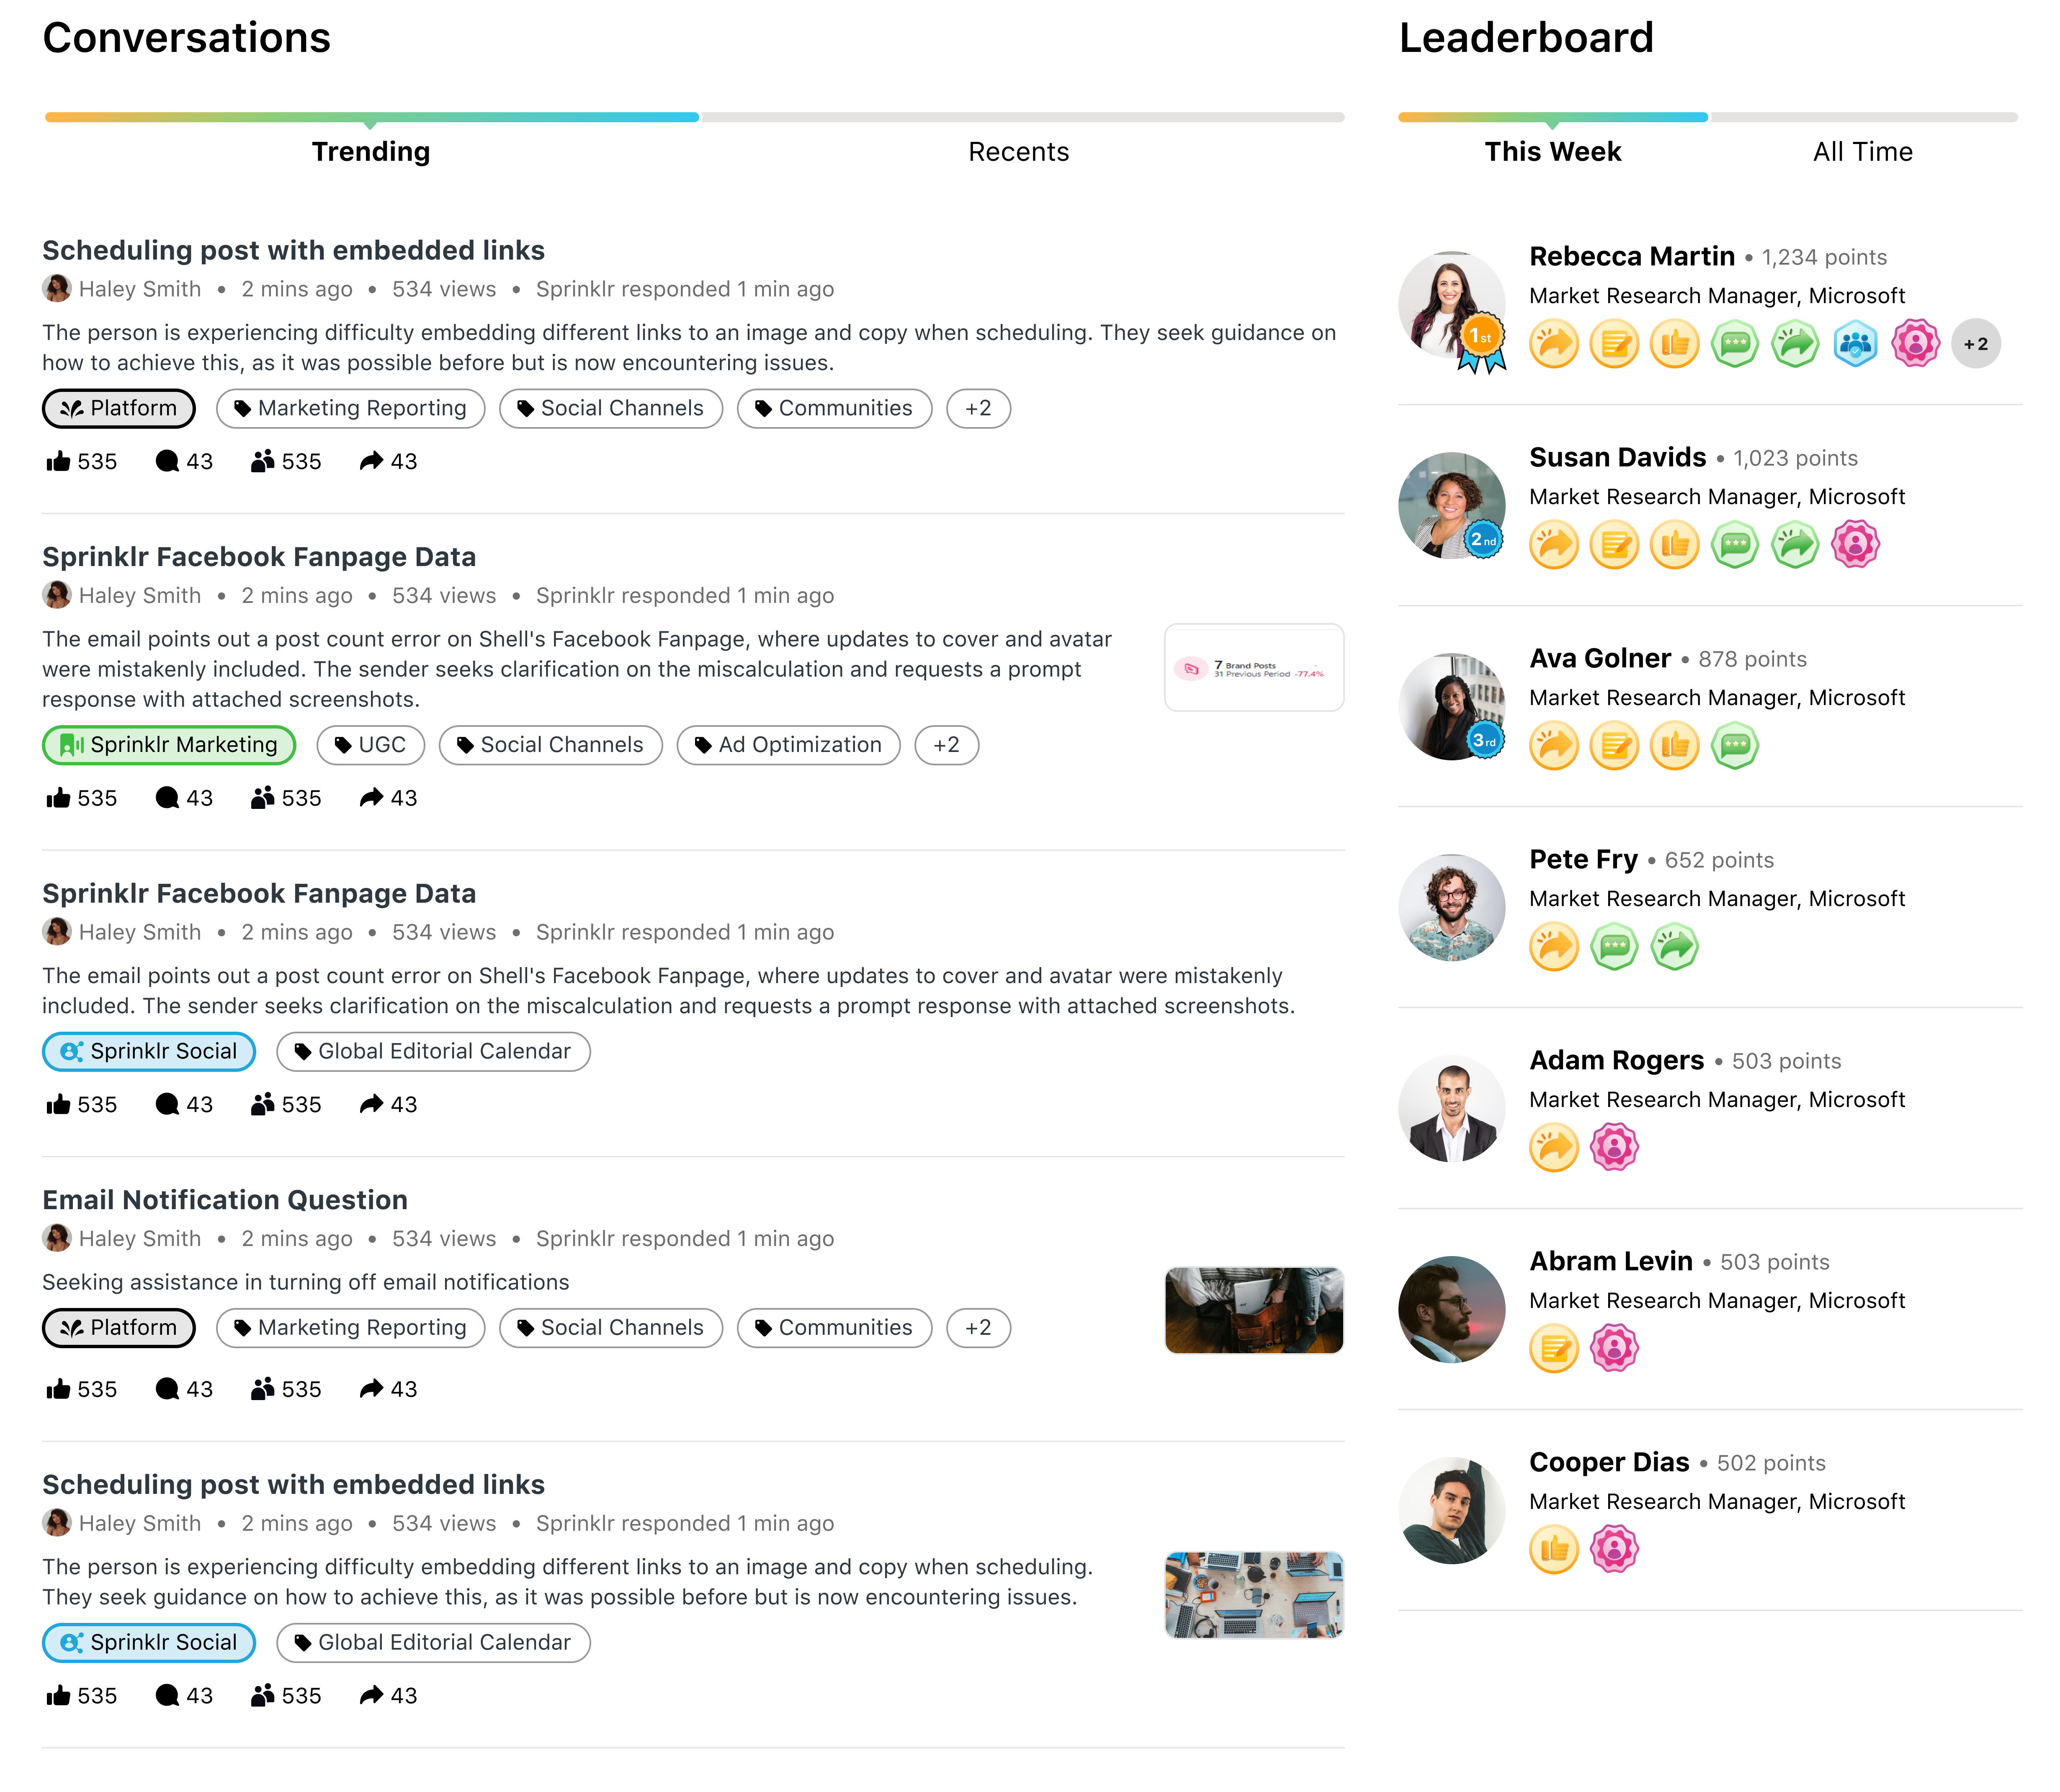 Conversations
Trending
Recents
Scheduling post with embedded links
Haley Smith • 2 mins ago • 534 views • Sprinklr responded 1 min ago
The person is experiencing difficulty embedding different links to an image and copy when scheduling. They seek guidance on
how to achieve this, as it was possible before but is now encountering issues.
Platform Marketing Reporting Social Channels Communities +2
535 43 535 43
Sprinklr Facebook Fanpage Data
Haley Smith • 2 mins ago • 534 views • Sprinklr responded 1 min ago
The email points out a post count error on Shell's Facebook Fanpage, where updates to cover and avatar
were mistakenly included. The sender seeks clarification on the miscalculation and requests a prompt
response with attached screenshots.
7 Brand Posts
31 Previous Period -77.4%
Sprinklr Marketing UGC Social Channels Ad Optimization +2
535 43 535 43
Sprinklr Facebook Fanpage Data
Haley Smith • 2 mins ago • 534 views • Sprinklr responded 1 min ago
The email points out a post count error on Shell's Facebook Fanpage, where updates to cover and avatar were mistakenly
included. The sender seeks clarification on the miscalculation and requests a prompt response with attached screenshots.
Sprinklr Social Global Editorial Calendar
535 43 535 43
Email Notification Question
Haley Smith • 2 mins ago • 534 views • Sprinklr responded 1 min ago
Seeking assistance in turning off email notifications
Platform Marketing Reporting Social Channels Communities +2
535 43 535 43
Scheduling post with embedded links
Haley Smith • 2 mins ago • 534 views • Sprinklr responded 1 min ago
The person is experiencing difficulty embedding different links to an image and copy when scheduling.
They seek guidance on how to achieve this, as it was possible before but is now encountering issues.
Sprinklr Social Global Editorial Calendar
535 43 535 43
Leaderboard
This Week
All Time
Rebecca Martin • 1,234 points
Market Research Manager, Microsoft
1st
+2
Susan Davids • 1,023 points
Market Research Manager, Microsoft
2nd
Ava Golner • 878 points
Market Research Manager, Microsoft
3rd
Pete Fry • 652 points
Market Research Manager, Microsoft
Adam Rogers • 503 points
Market Research Manager, Microsoft
Abram Levin • 503 points
Market Research Manager, Microsoft
Cooper Dias • 502 points
Market Research Manager, Microsoft